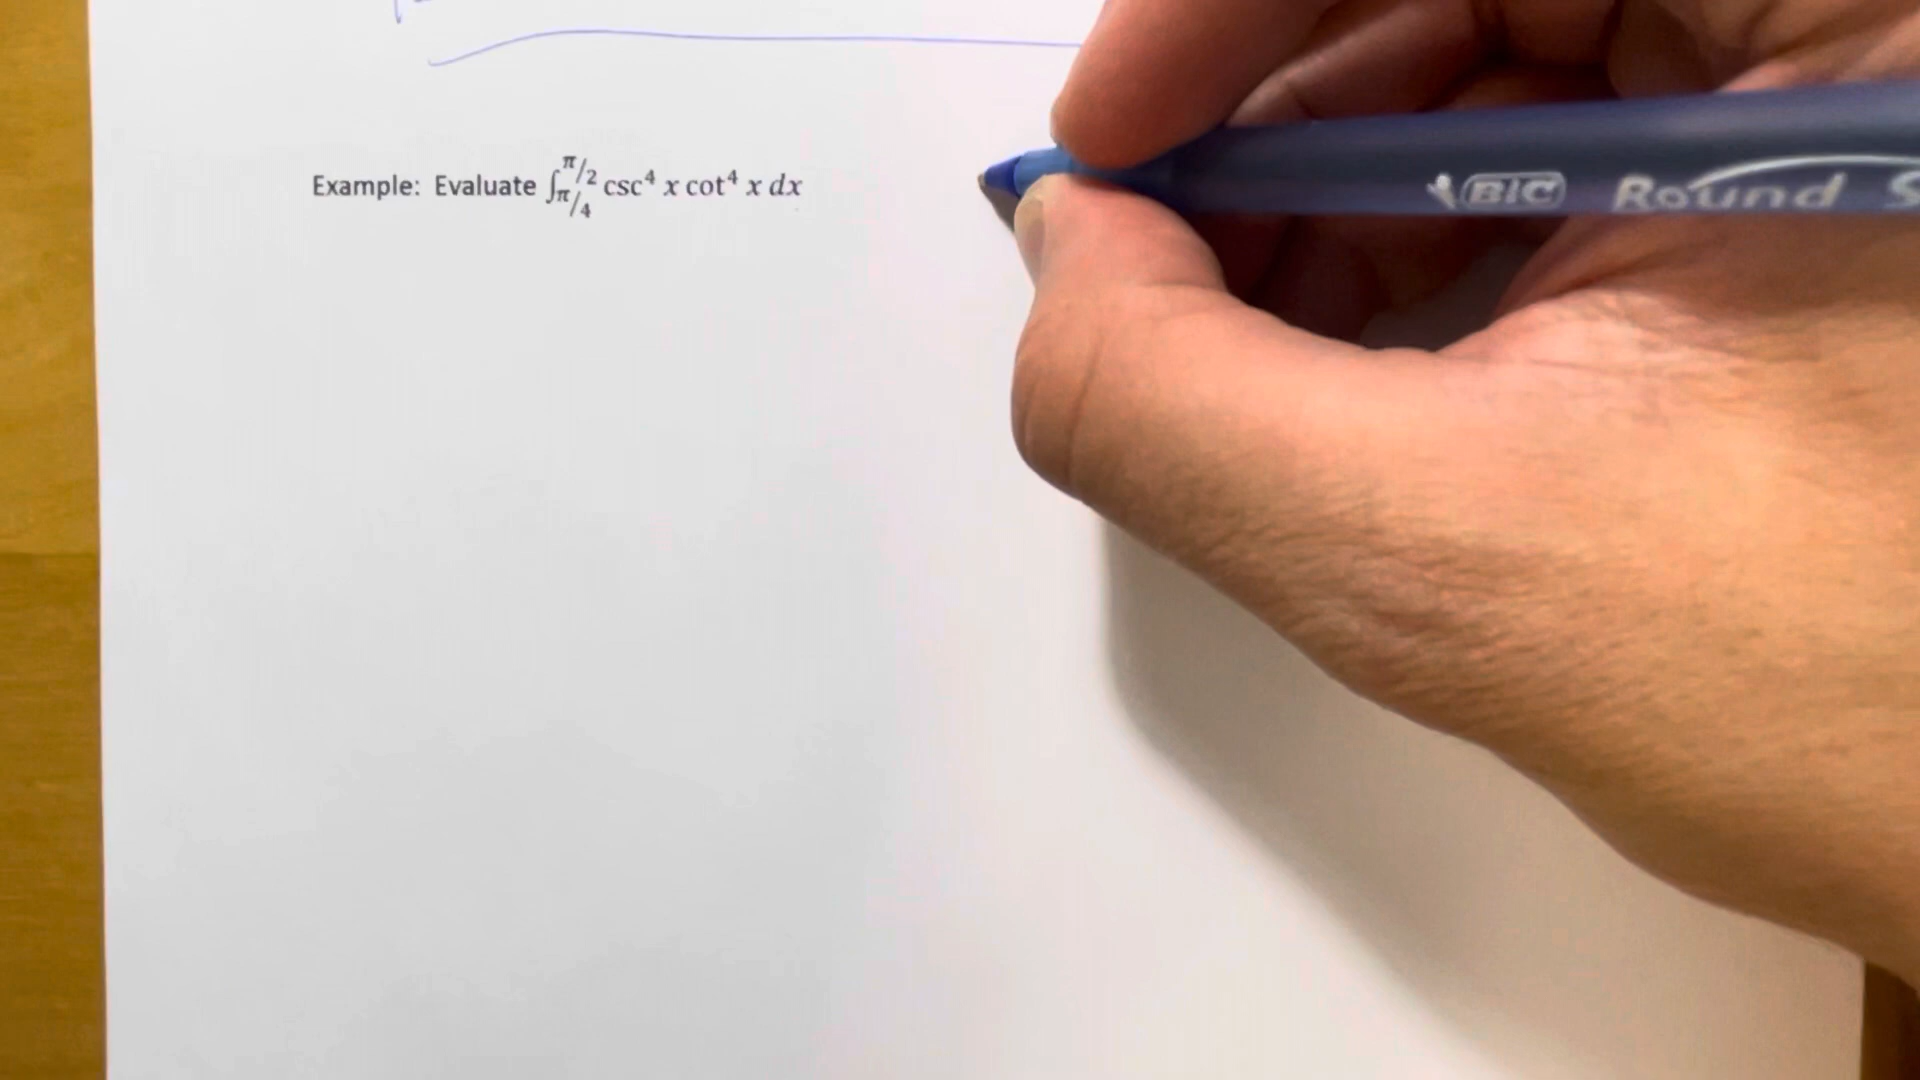 Example: Evaluate ∫_{π/4}^{π/2} csc⁴ x cot⁴ x dx
BIC Round S